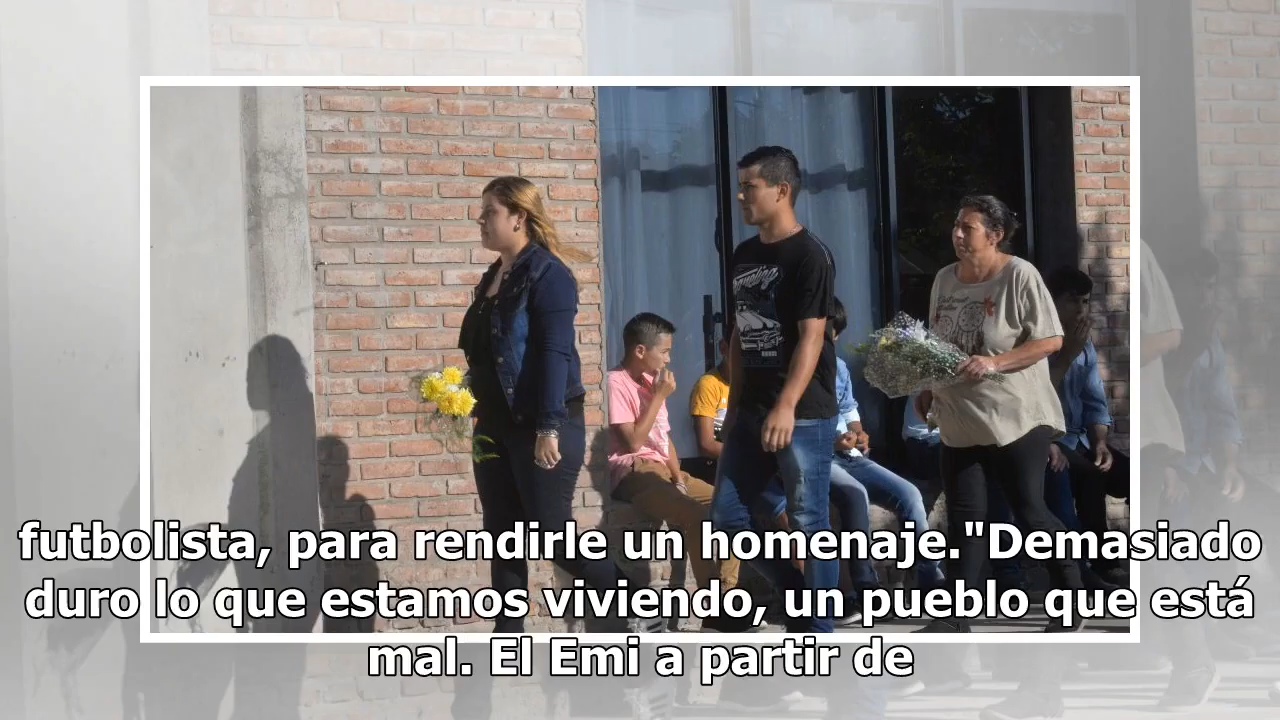 futbolista, para rendirle un homenaje."Demasiado
duro lo que estamos viviendo, un pueblo que está
mal. El Emi a partir de